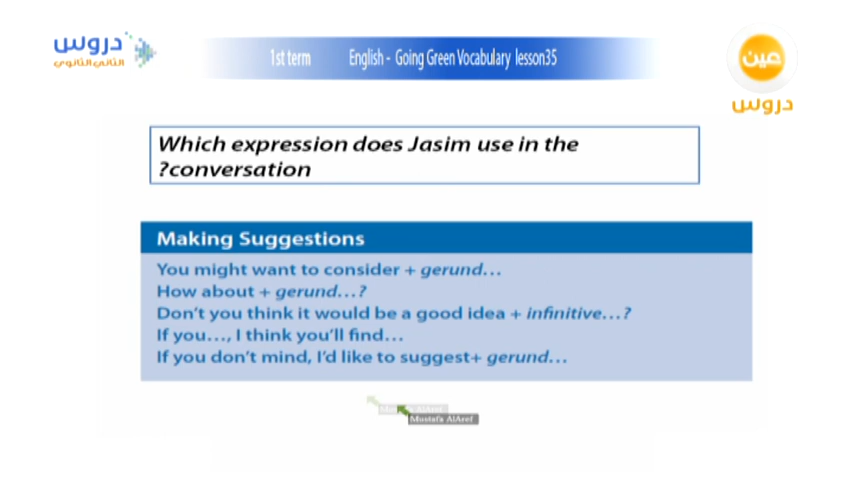 دروس
الثاني الثانوي
1st term English - Going Green Vocabulary lesson35
عين
دروس
Which expression does Jasim use in the
?conversation
Making Suggestions
You might want to consider + gerund…
How about + gerund…?
Don't you think it would be a good idea + infinitive…?
If you…, I think you'll find…
If you don't mind, I'd like to suggest+ gerund…
Mostafa AlAref